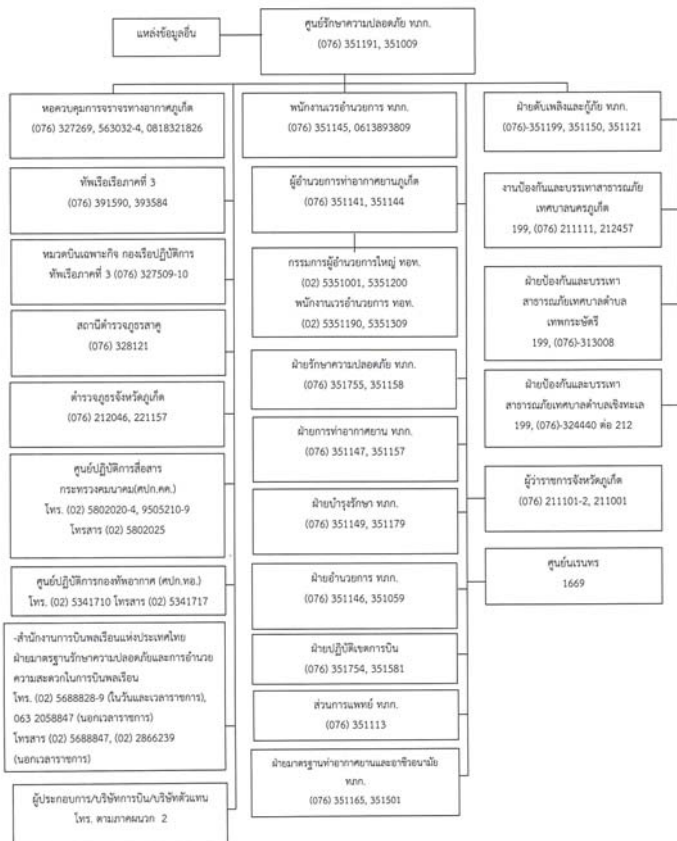 แหล่งข้อมูลอื่น
ศูนย์รักษาความปลอดภัย ทภก.
(076) 351191, 351009
หอควบคุมการจราจรทางอากาศภูเก็ต
(076) 327269, 563032-4, 0818321826
ทัพเรือเรือภาคที่ 3
(076) 391590, 393584
หมวดบินเฉพาะกิจ กองเรือปฏิบัติการ
ทัพเรือภาคที่ 3 (076) 327509-10
สถานีตำรวจภูธรสาคู
(076) 328121
ตำรวจภูธรจังหวัดภูเก็ต
(076) 212046, 221157
ศูนย์ปฏิบัติการสื่อสาร
กระทรวงคมนาคม(ศปก.คค.)
โทร. (02) 5802020-4, 9505210-9
โทรสาร (02) 5802025
ศูนย์ปฏิบัติการกองทัพอากาศ (ศปก.ทอ.)
โทร. (02) 5341710 โทรสาร (02) 5341717
-สำนักงานการบินพลเรือนแห่งประเทศไทย
ฝ่ายมาตรฐานรักษาความปลอดภัยและการอำนวย
ความสะดวกในการบินพลเรือน
โทร. (02) 5688828-9 (ในวันและเวลาราชการ),
063 2058847 (นอกเวลาราชการ)
โทรสาร (02) 5688847, (02) 2866239
(นอกเวลาราชการ)
ผู้ประกอบการ/บริษัทการบิน/บริษัทตัวแทน
โทร. ตามภาคผนวก 2
พนักงานเวรอำนวยการ ทภก.
(076) 351145, 0613893809
ผู้อำนวยการท่าอากาศยานภูเก็ต
(076) 351141, 351144
กรรมการผู้อำนวยการใหญ่ ทอท.
(02) 5351001, 5351200
พนักงานเวรอำนวยการ ทอท.
(02) 5351190, 5351309
ฝ่ายรักษาความปลอดภัย ทภก.
(076) 351755, 351158
ฝ่ายการท่าอากาศยาน ทภก.
(076) 351147, 351157
ฝ่ายบำรุงรักษา ทภก.
(076) 351149, 351179
ฝ่ายอำนวยการ ทภก.
(076) 351146, 351059
ฝ่ายปฏิบัติเขตการบิน
(076) 351754, 351581
ส่วนการแพทย์ ทภก.
(076) 351113
ฝ่ายมาตรฐานท่าอากาศยานและอาชีวอนามัย
ทภก.
(076) 351165, 351501
ฝ่ายดับเพลิงและกู้ภัย ทภก.
(076)-351199, 351150, 351121
งานป้องกันและบรรเทาสาธารณภัย
เทศบาลนครภูเก็ต
199, (076) 211111, 212457
ฝ่ายป้องกันและบรรเทา
สาธารณภัยเทศบาลตำบล
เทพกระษัตรี
199, (076)-313008
ฝ่ายป้องกันและบรรเทา
สาธารณภัยเทศบาลตำบลเชิงทะเล
199, (076)-324440 ต่อ 212
ผู้ว่าราชการจังหวัดภูเก็ต
(076) 211101-2, 211001
ศูนย์นเรนทร
1669